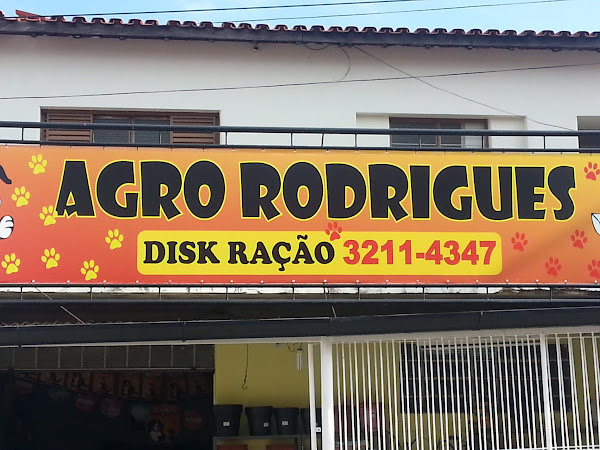 AGRO RODRIGUES
DISK RAÇÃO 3211-4347